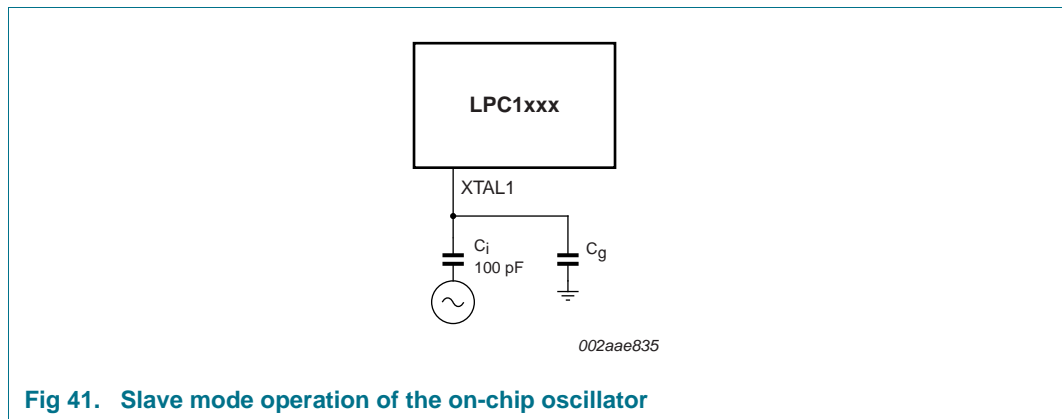 LPC1xxx
XTAL1
Ci
100 pF
Cg
002aae835
Fig 41. Slave mode operation of the on-chip oscillator